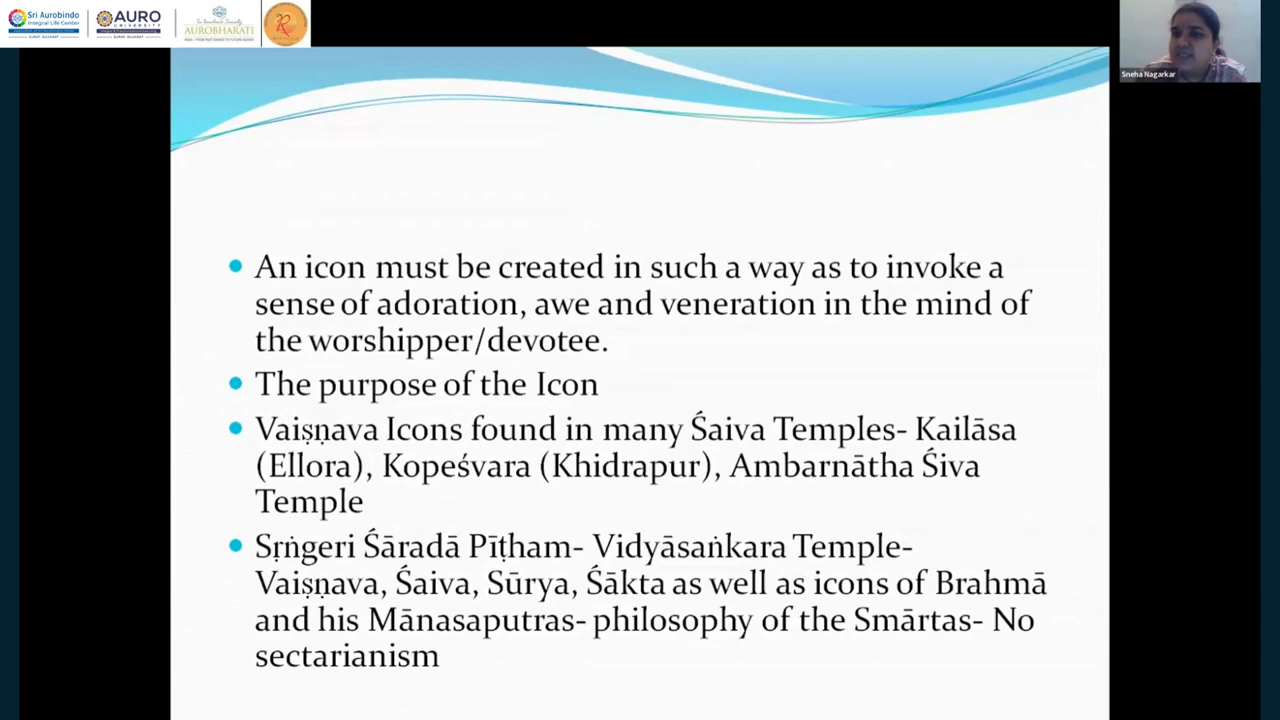 Sri Aurobindo
Integral Life Center
AURO
UNIVERSITY
Sri Aurobindo Society
AUROBHARATI
Sneha Nagarkar
An icon must be created in such a way as to invoke a
sense of adoration, awe and veneration in the mind of
the worshipper/devotee.
The purpose of the Icon
Vaiṣṇava Icons found in many Śaiva Temples- Kailāsa
(Ellora), Kopeśvara (Khidrapur), Ambarnātha Śiva
Temple
Sṛṅgeri Śāradā Pīṭham- Vidyāsaṅkara Temple-
Vaiṣṇava, Śaiva, Sūrya, Śākta as well as icons of Brahmā
and his Mānasaputras- philosophy of the Smārtas- No
sectarianism